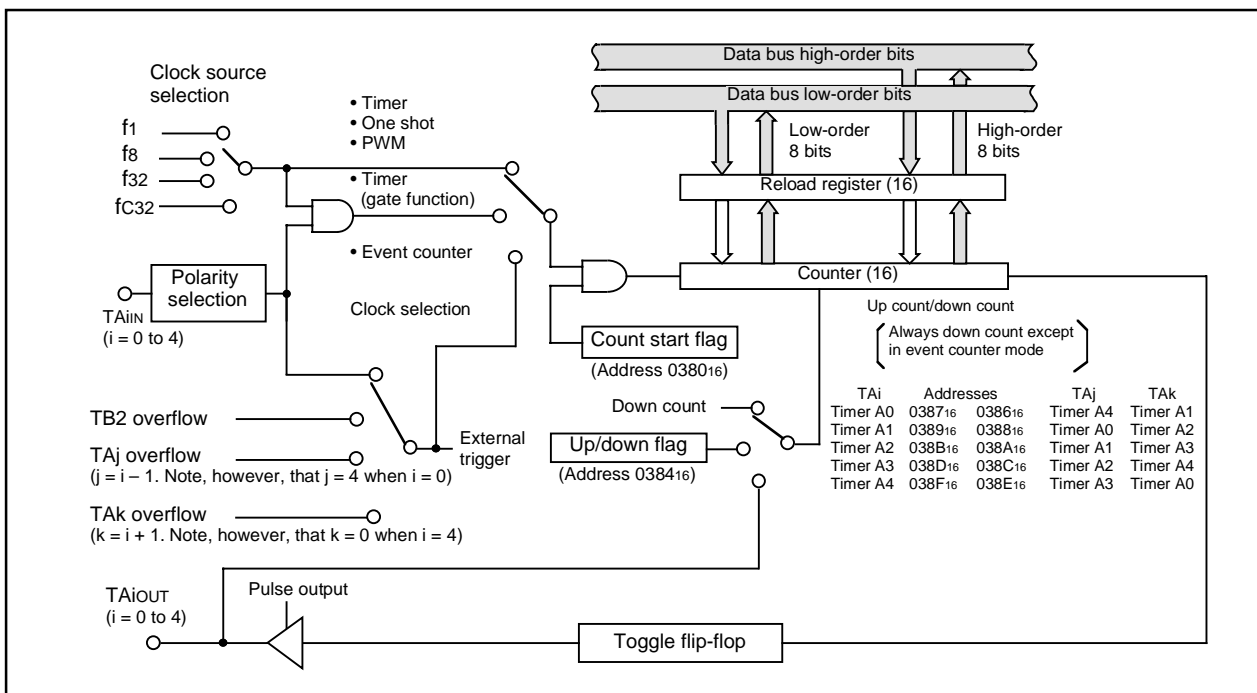 Data bus high-order bits
Data bus low-order bits
Clock source
selection
f1
f8
f32
fC32
• Timer
• One shot
• PWM
• Timer
(gate function)
• Event counter
Low-order
8 bits
High-order
8 bits
Reload register (16)
Counter (16)
Polarity
selection
TAiIN
(i = 0 to 4)
Clock selection
Up count/down count
Always down count except
in event counter mode
Count start flag
(Address 038016)
TB2 overflow
TAj overflow
(j = i – 1. Note, however, that j = 4 when i = 0)
TAk overflow
(k = i + 1. Note, however, that k = 0 when i = 4)
External
trigger
Down count
Up/down flag
(Address 038416)
TAi Addresses TAj TAk
Timer A0 038716 038616 Timer A4 Timer A1
Timer A1 038916 038816 Timer A0 Timer A2
Timer A2 038B16 038A16 Timer A1 Timer A3
Timer A3 038D16 038C16 Timer A2 Timer A4
Timer A4 038F16 038E16 Timer A3 Timer A0
TAiOUT
(i = 0 to 4)
Pulse output
Toggle flip-flop